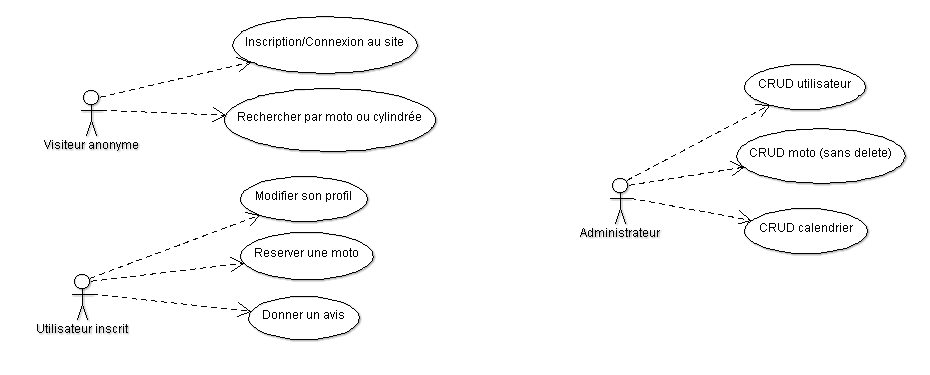 Inscription/Connexion au site
Rechercher par moto ou cylindrée
Visiteur anonyme
Modifier son profil
Reserver une moto
Donner un avis
Utilisateur inscrit
CRUD utilisateur
CRUD moto (sans delete)
CRUD calendrier
Administrateur